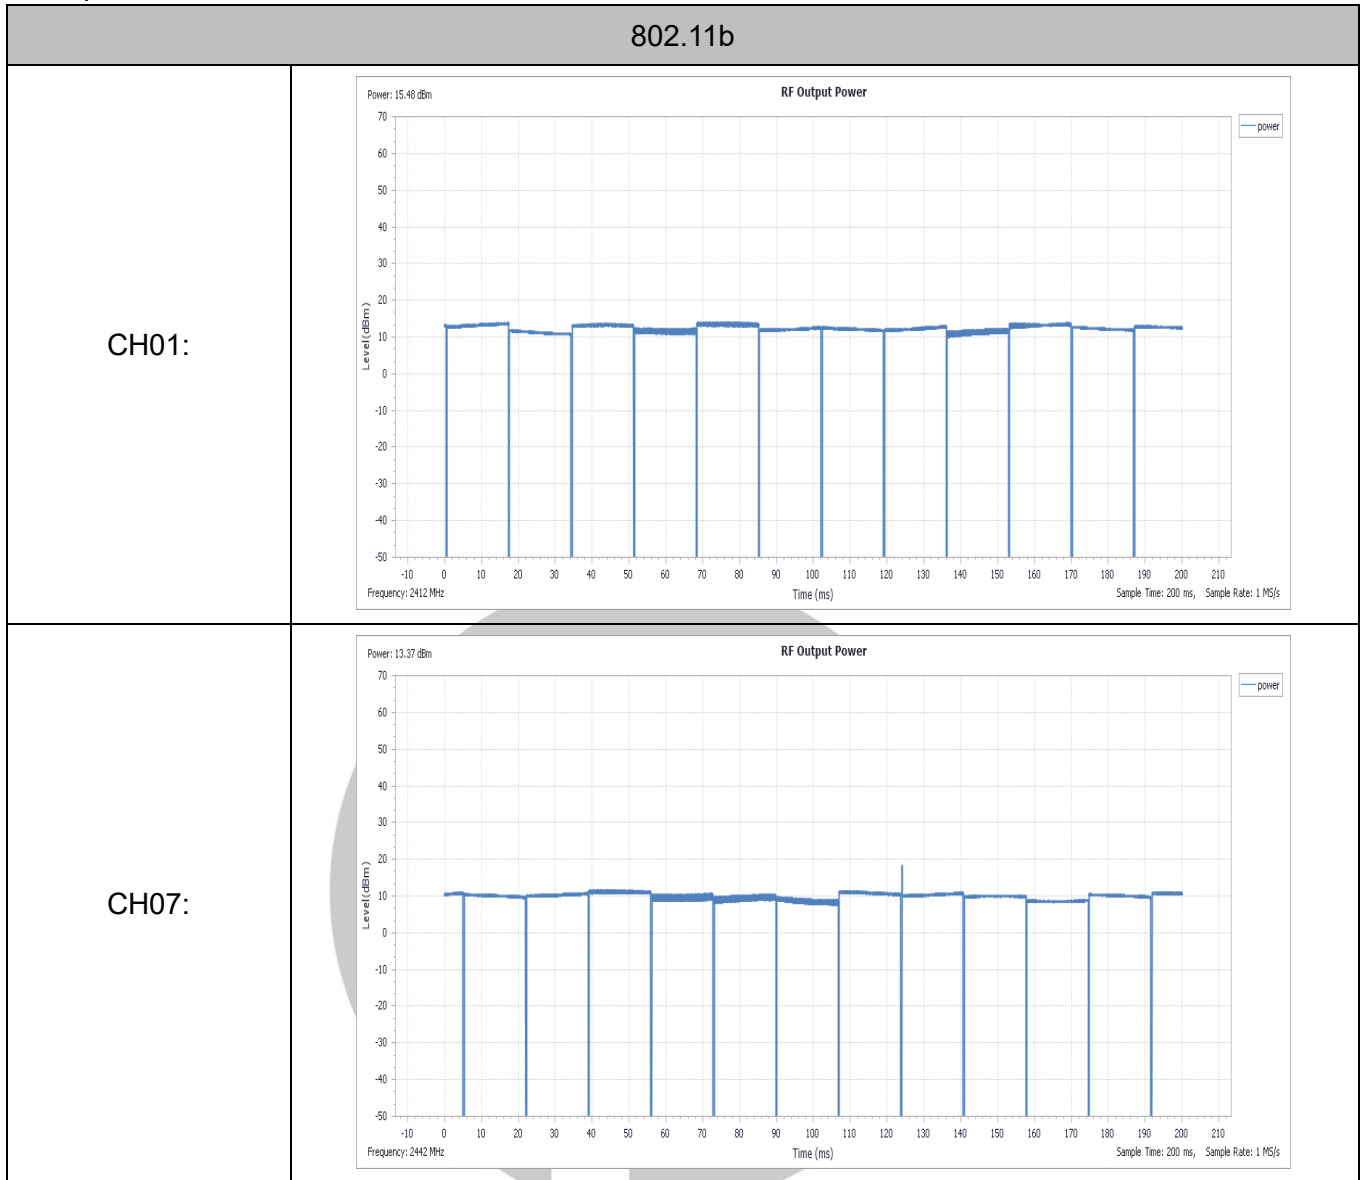 802.11b
CH01:
Power: 15.48 dBm
RF Output Power
power
70
60
50
40
30
20
10
0
-10
-20
-30
-40
-50
Level(dBm)
-10 0 10 20 30 40 50 60 70 80 90 100 110 120 130 140 150 160 170 180 190 200 210
Frequency: 2412 MHz
Time (ms)
Sample Time: 200 ms, Sample Rate: 1 MS/s
CH07:
Power: 13.37 dBm
RF Output Power
power
70
60
50
40
30
20
10
0
-10
-20
-30
-40
-50
Level(dBm)
-10 0 10 20 30 40 50 60 70 80 90 100 110 120 130 140 150 160 170 180 190 200 210
Frequency: 2442 MHz
Time (ms)
Sample Time: 200 ms, Sample Rate: 1 MS/s